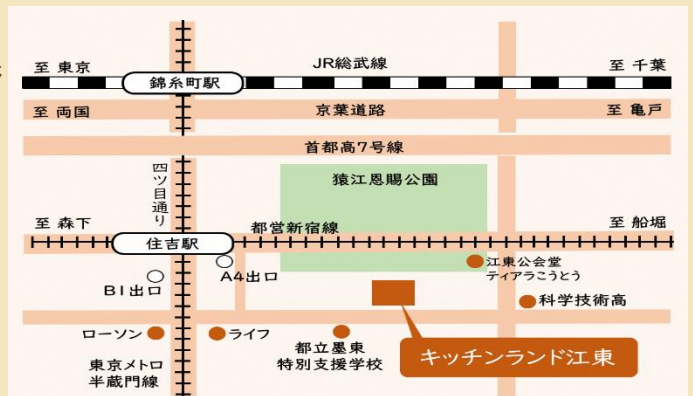 至 東京
JR総武線
至 千葉
錦糸町駅
至 両国
京葉道路
至 亀戸
首都高7号線
四ツ目通り
猿江恩賜公園
至 森下
都営新宿線
至 船堀
住吉駅
A4出口
江東公会堂
ティアラこうとう
B1出口
科学技術高
ローソン
ライフ
都立墨東
特別支援学校
キッチンランド江東
東京メトロ
半蔵門線